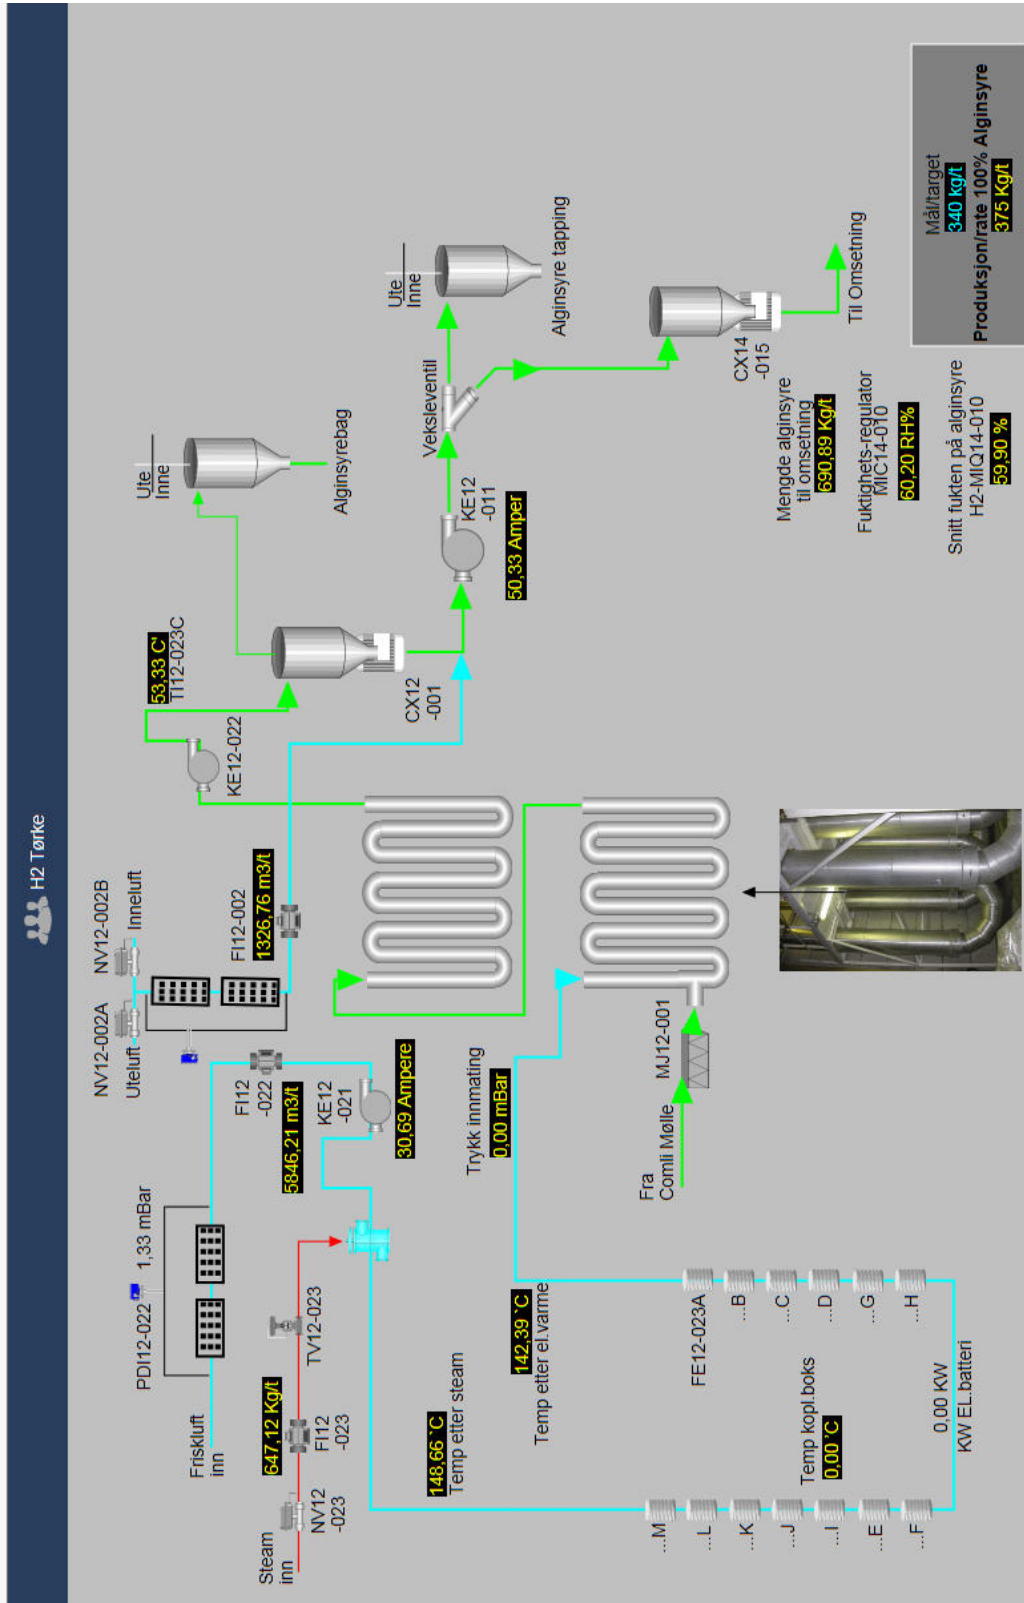 H2 Tørke
Friskluft
inn
PDI12-022
1,33 mBar
NV12-002A
NV12-002B
Uteluft
Inneluft
FI12
-022
5846,21 m3/t
FI12-002
1326,76 m3/t
KE12-022
53,33 C'
TI12-023C
Ute
Inne
Alginsyrebag
Steam
inn
NV12
-023
647,12 Kg/t
FI12
-023
TV12-023
KE12
-021
30,69 Ampere
CX12
-001
Ute
Inne
Veksleventil
Alginsyre tapping
KE12
-011
50,33 Amper
148,66 `C
Temp etter steam
142,39 `C
Temp etter el.varme
Trykk innmating
0,00 mBar
Fra
Comli Mølle
MJ12-001
CX14
-015
Til Omsetning
...M
...L
...K
...J
...I
...E
...F
FE12-023A
...B
...C
...D
...G
...H
Temp kopl.boks
0,00 `C
0,00 KW
KW EL.batteri
Mengde alginsyre
til omsetning
690,89 Kg/t
Fuktighets-regulator
MIC14-010
60,20 RH%
Snitt fukten på alginsyre
H2-MIQ14-010
59,90 %
Mål/target
340 kg/t
Produksjon/rate 100% Alginsyre
375 Kg/t